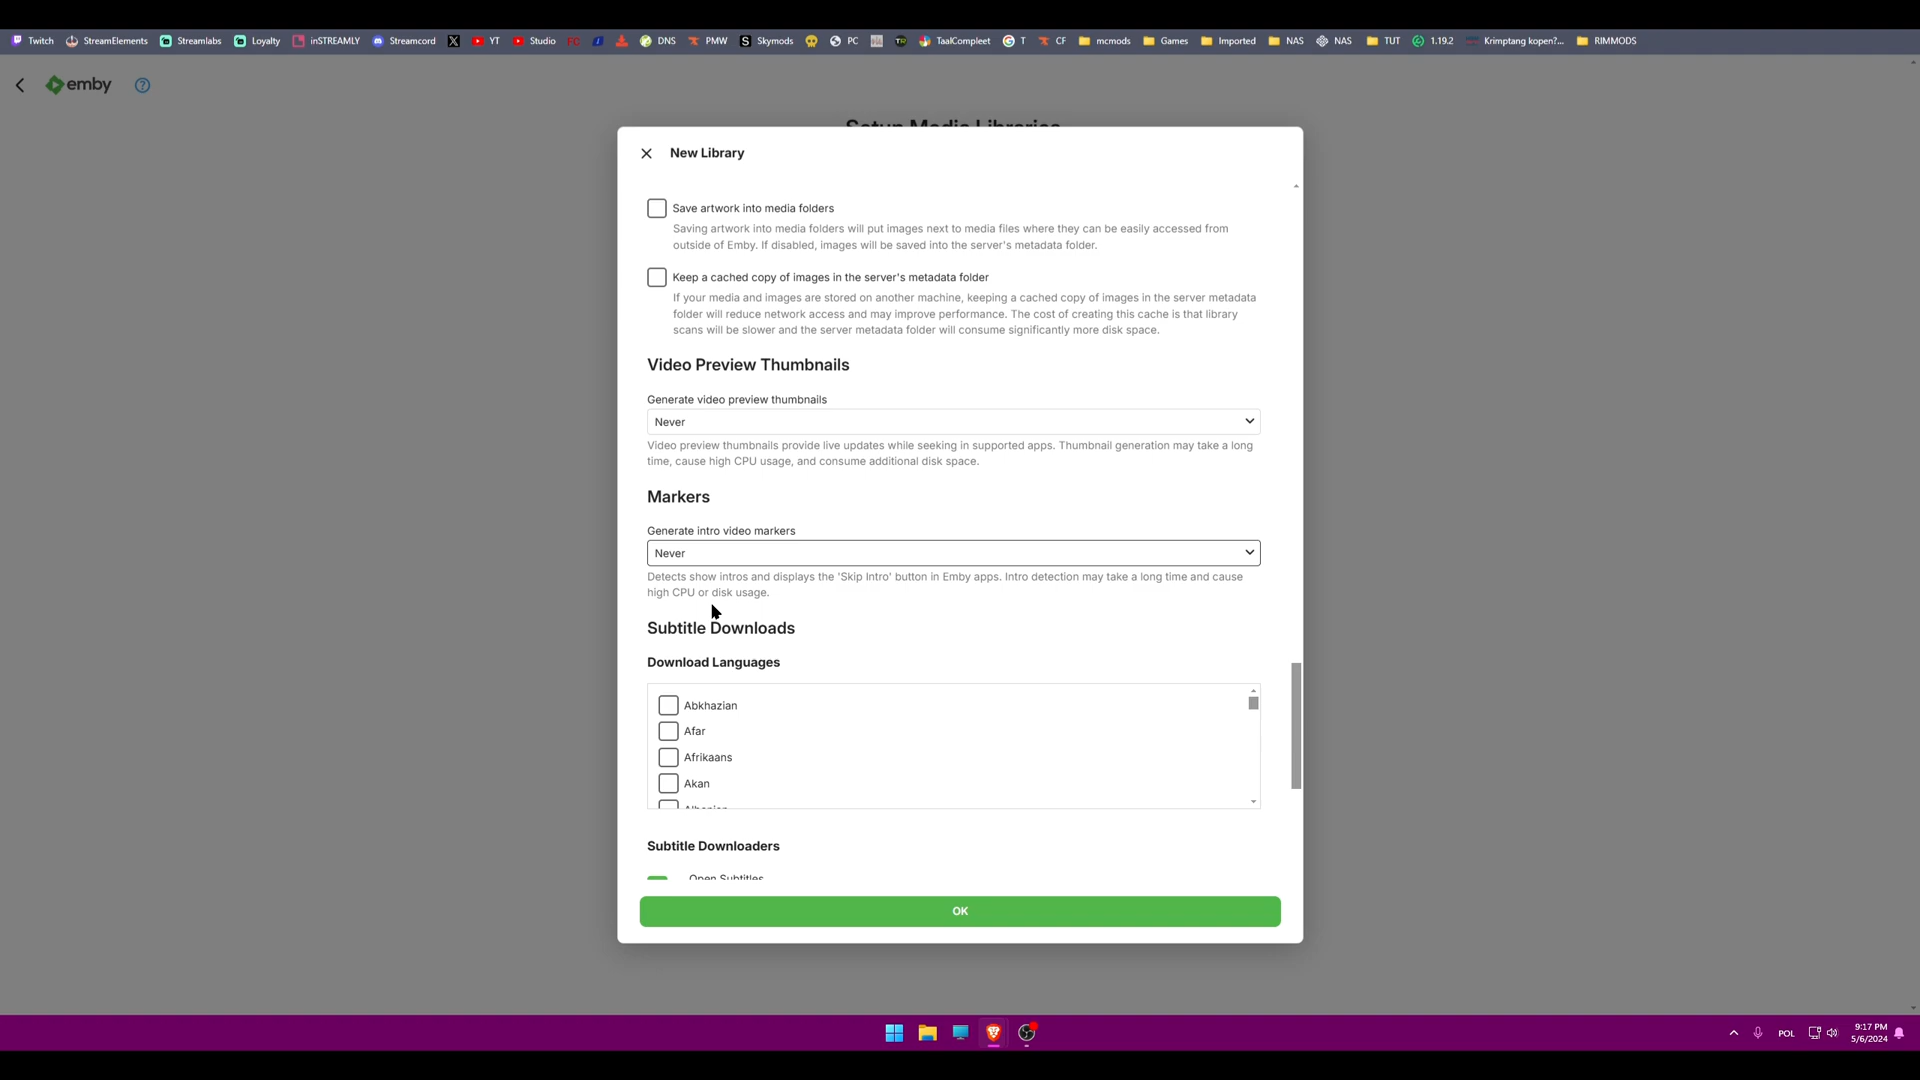 Twitch StreamElements Streamlabs Loyalty inSTREAMLY Streamcord YT Studio FC DNS PMW Skymods PC TaalCompleet T CF mcmods Games Imported NAS NAS TUT 1.19.2 Krimptang kopen?... RIMMODS
emby
Setup Media Libraries
New Library
Save artwork into media folders
Saving artwork into media folders will put images next to media files where they can be easily accessed from
outside of Emby. If disabled, images will be saved into the server's metadata folder.
Keep a cached copy of images in the server's metadata folder
If your media and images are stored on another machine, keeping a cached copy of images in the server metadata
folder will reduce network access and may improve performance. The cost of creating this cache is that library
scans will be slower and the server metadata folder will consume significantly more disk space.
Video Preview Thumbnails
Generate video preview thumbnails
Never
Video preview thumbnails provide live updates while seeking in supported apps. Thumbnail generation may take a long
time, cause high CPU usage, and consume additional disk space.
Markers
Generate intro video markers
Never
Detects show intros and displays the 'Skip Intro' button in Emby apps. Intro detection may take a long time and cause
high CPU or disk usage.
Subtitle Downloads
Download Languages
Abkhazian
Afar
Afrikaans
Akan
Albanian
Subtitle Downloaders
Open Subtitles
OK
POL
9:17 PM
5/6/2024